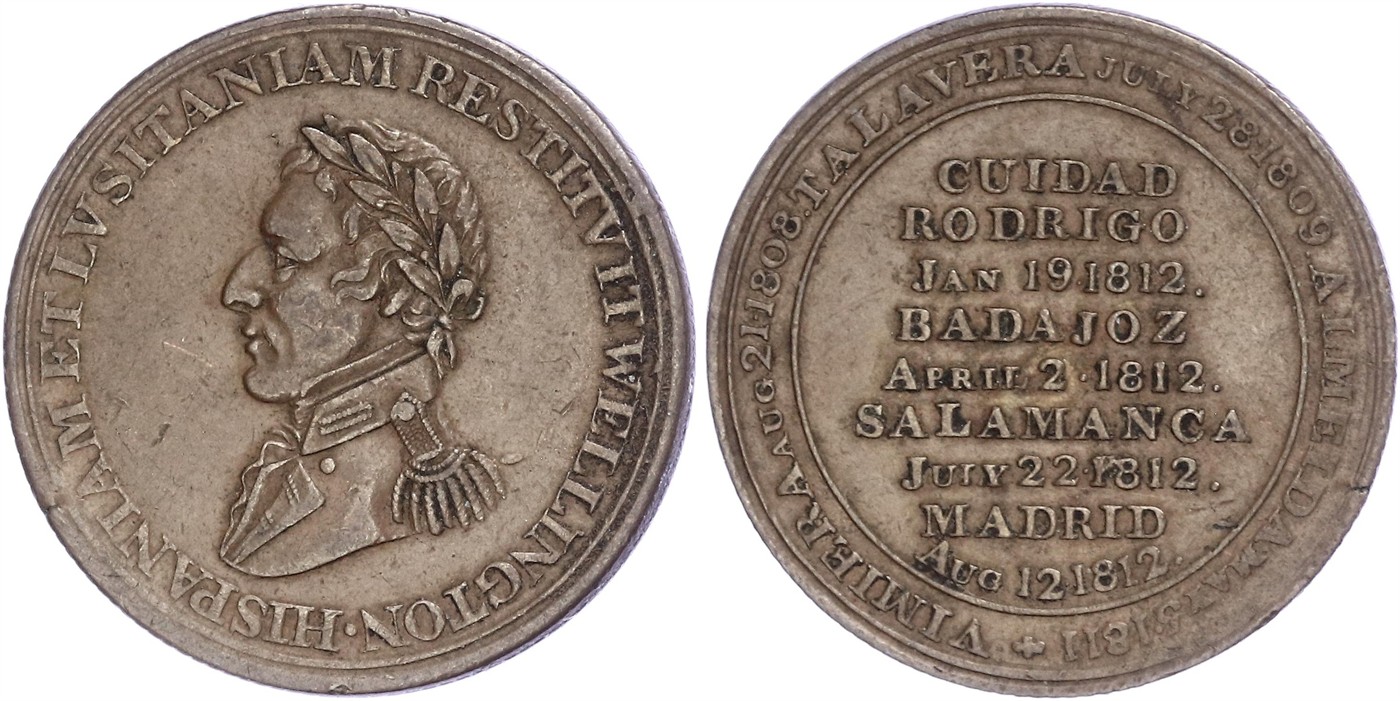 HISPANIAM ET LVSITANIAM RESTITVIT WELLINGTON ·
VIMIERA AUG 21 1808. TALAVERA JULY 28 1809. ALMEIDA MAY 5 1811
CUIDAD
RODRIGO
JAN 19 1812.
BADAJOZ
APRIL 2 · 1812.
SALAMANCA
JULY 22 · 1812.
MADRID
AUG 12 1812.